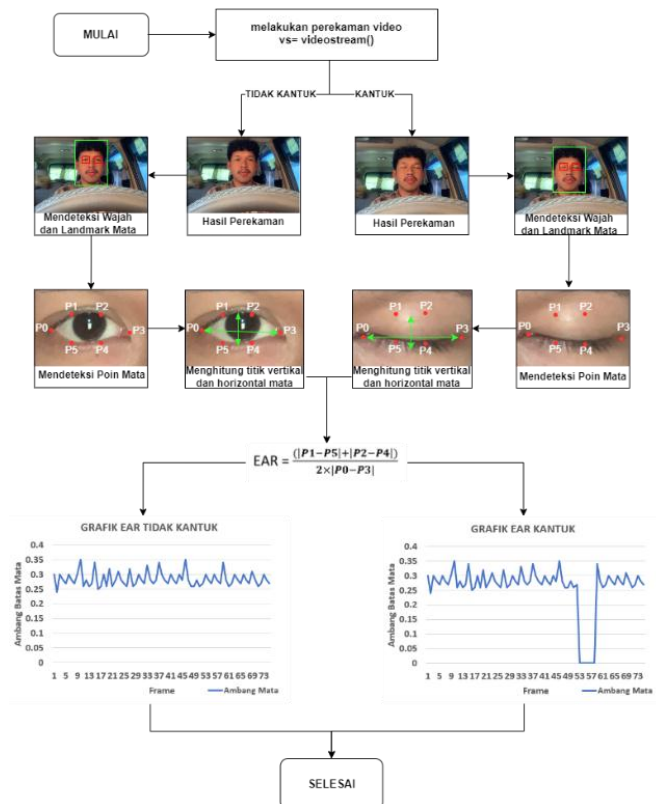 MULAI
melakukan perekaman video
vs= videostream()
TIDAK KANTUK
KANTUK
Mendeteksi Wajah
dan Landmark Mata
Hasil Perekaman
Hasil Perekaman
Mendeteksi Wajah
dan Landmark Mata
P0
P1
P2
P3
P4
P5
Mendeteksi Poin Mata
P0
P1
P2
P3
P4
P5
Menghitung titik vertikal
dan horizontal mata
P0
P1
P2
P3
P4
P5
Menghitung titik vertikal
dan horizontal mata
P0
P1
P2
P3
P5
P4
Mendeteksi Poin Mata
EAR = (|P1−P5|+|P2−P4|) / 2×|P0−P3|
GRAFIK EAR TIDAK KANTUK
Ambang Batas Mata
0.4
0.35
0.3
0.25
0.2
0.15
0.1
0.05
0
1 5 9 13 17 21 25 29 33 37 41 45 49 53 57 61 65 69 73
Frame
Ambang Mata
GRAFIK EAR KANTUK
Ambang Batas Mata
0.4
0.35
0.3
0.25
0.2
0.15
0.1
0.05
0
1 5 9 13 17 21 25 29 33 37 41 45 49 53 57 61 65 69 73
Frame
Ambang Mata
SELESAI